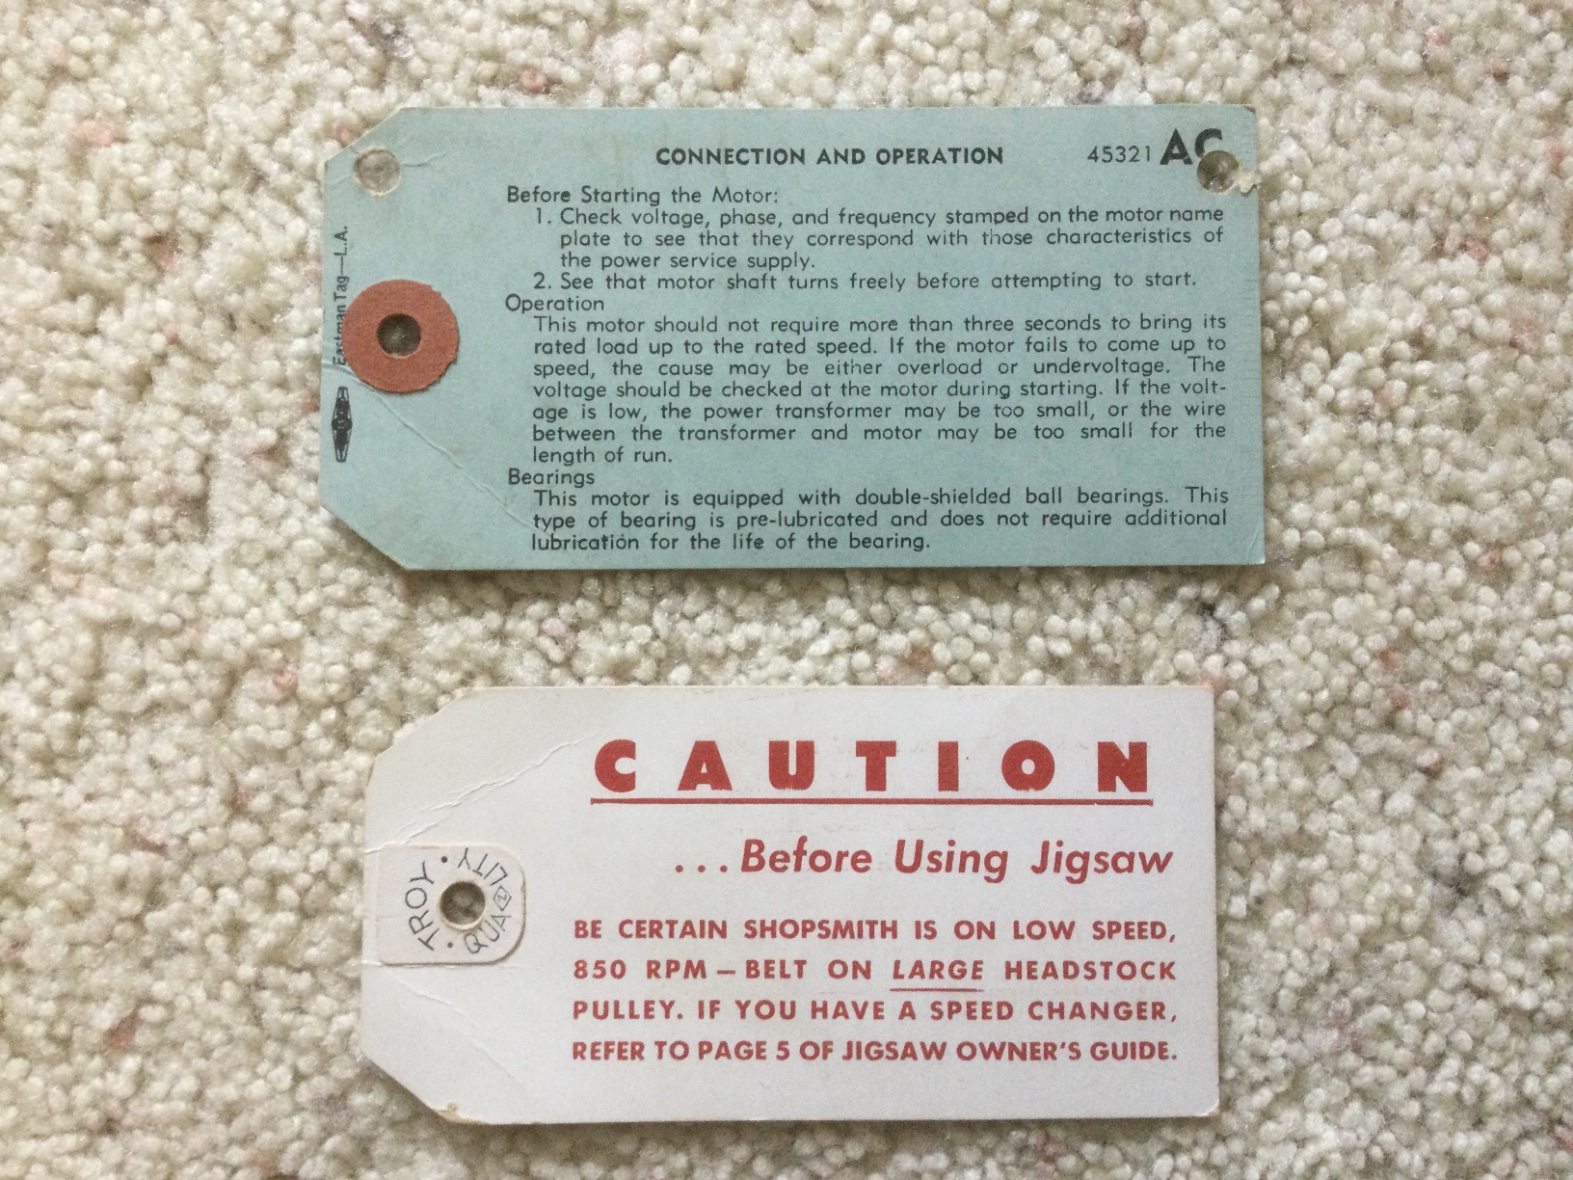 CONNECTION AND OPERATION 45321 AC
Before Starting the Motor:
1. Check voltage, phase, and frequency stamped on the motor name
plate to see that they correspond with those characteristics of
the power service supply.
2. See that motor shaft turns freely before attempting to start.
Operation
This motor should not require more than three seconds to bring its
rated load up to the rated speed. If the motor fails to come up to
speed, the cause may be either overload or undervoltage. The
voltage should be checked at the motor during starting. If the volt-
age is low, the power transformer may be too small, or the wire
between the transformer and motor may be too small for the
length of run.
Bearings
This motor is equipped with double-shielded ball bearings. This
type of bearing is pre-lubricated and does not require additional
lubrication for the life of the bearing.
Eastman Tag—L.A.
CAUTION
...Before Using Jigsaw
BE CERTAIN SHOPSMITH IS ON LOW SPEED,
850 RPM – BELT ON LARGE HEADSTOCK
PULLEY. IF YOU HAVE A SPEED CHANGER,
REFER TO PAGE 5 OF JIGSAW OWNER'S GUIDE.
• TROY •
QUALITY